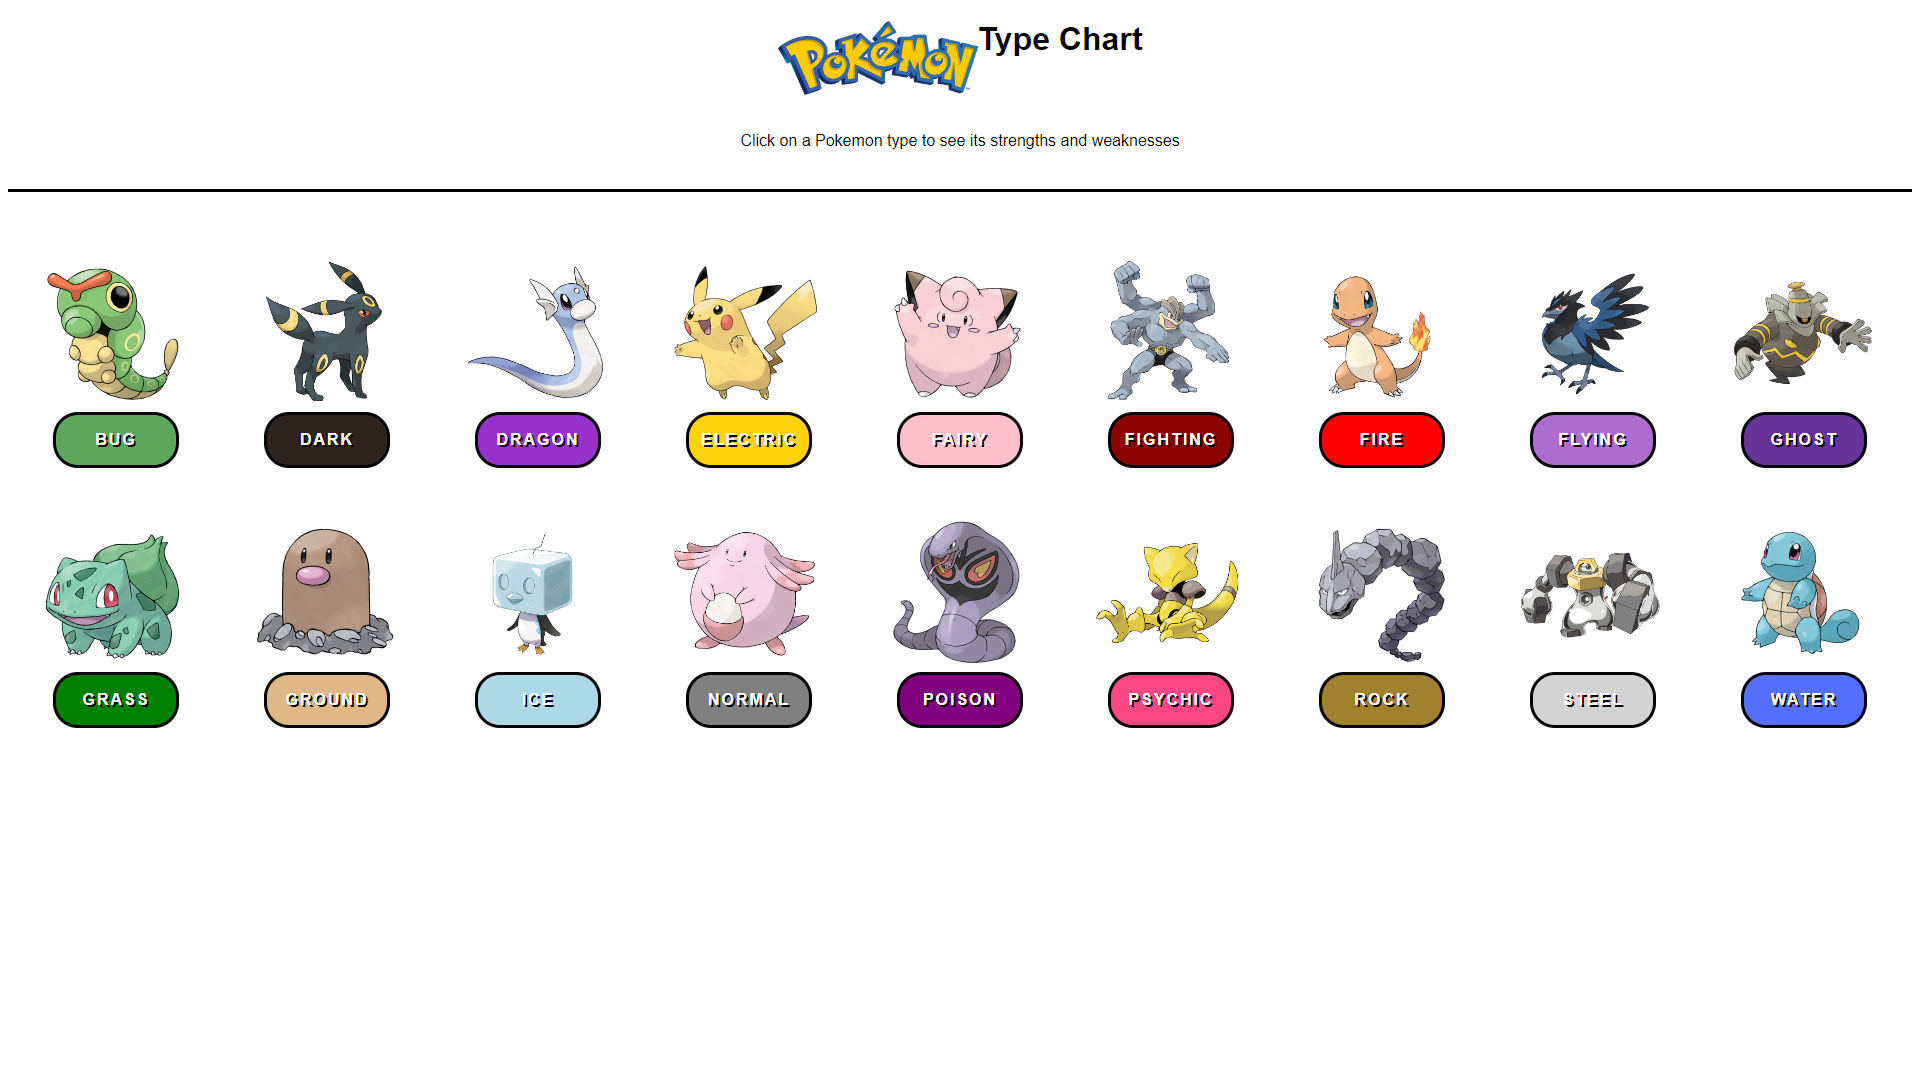 Pokémon Type Chart
Click on a Pokemon type to see its strengths and weaknesses
BUG DARK DRAGON ELECTRIC FAIRY FIGHTING FIRE FLYING GHOST
GRASS GROUND ICE NORMAL POISON PSYCHIC ROCK STEEL WATER